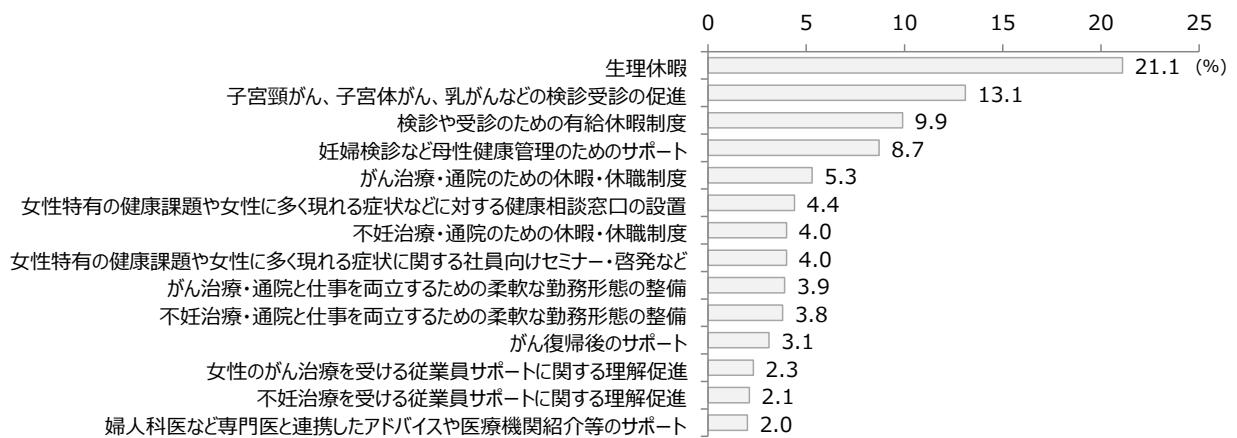 0 5 10 15 20 25
生理休暇 21.1 (%)
子宮頸がん、子宮体がん、乳がんなどの検診受診の促進 13.1
検診や受診のための有給休暇制度 9.9
妊婦検診など母性健康管理のためのサポート 8.7
がん治療・通院のための休暇・休職制度 5.3
女性特有の健康課題や女性に多く現れる症状などに対する健康相談窓口の設置 4.4
不妊治療・通院のための休暇・休職制度 4.0
女性特有の健康課題や女性に多く現れる症状に関する社員向けセミナー・啓発など 4.0
がん治療・通院と仕事を両立するための柔軟な勤務形態の整備 3.9
不妊治療・通院と仕事を両立するための柔軟な勤務形態の整備 3.8
がん復帰後のサポート 3.1
女性のがん治療を受ける従業員サポートに関する理解促進 2.3
不妊治療を受ける従業員サポートに関する理解促進 2.1
婦人科医など専門医と連携したアドバイスや医療機関紹介等のサポート 2.0